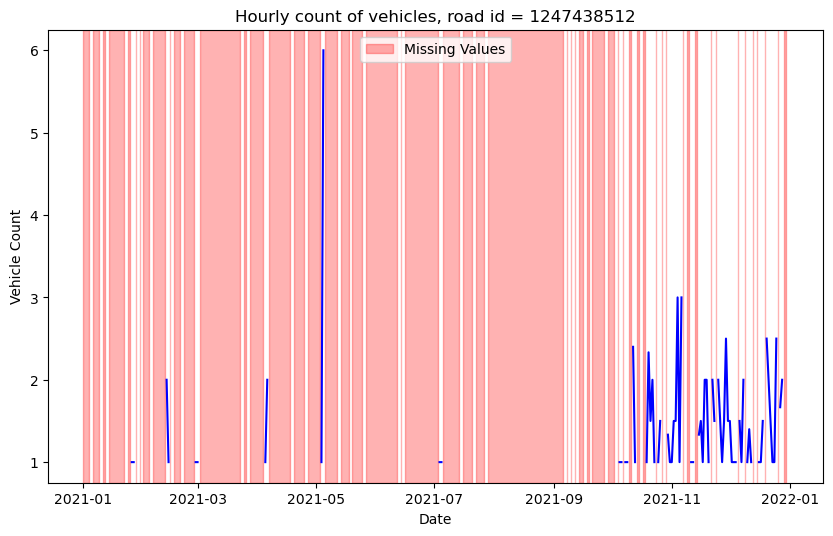 Hourly count of vehicles, road id = 1247438512
Missing Values
6
5
4
3
2
1
Vehicle Count
2021-01 2021-03 2021-05 2021-07 2021-09 2021-11 2022-01
Date